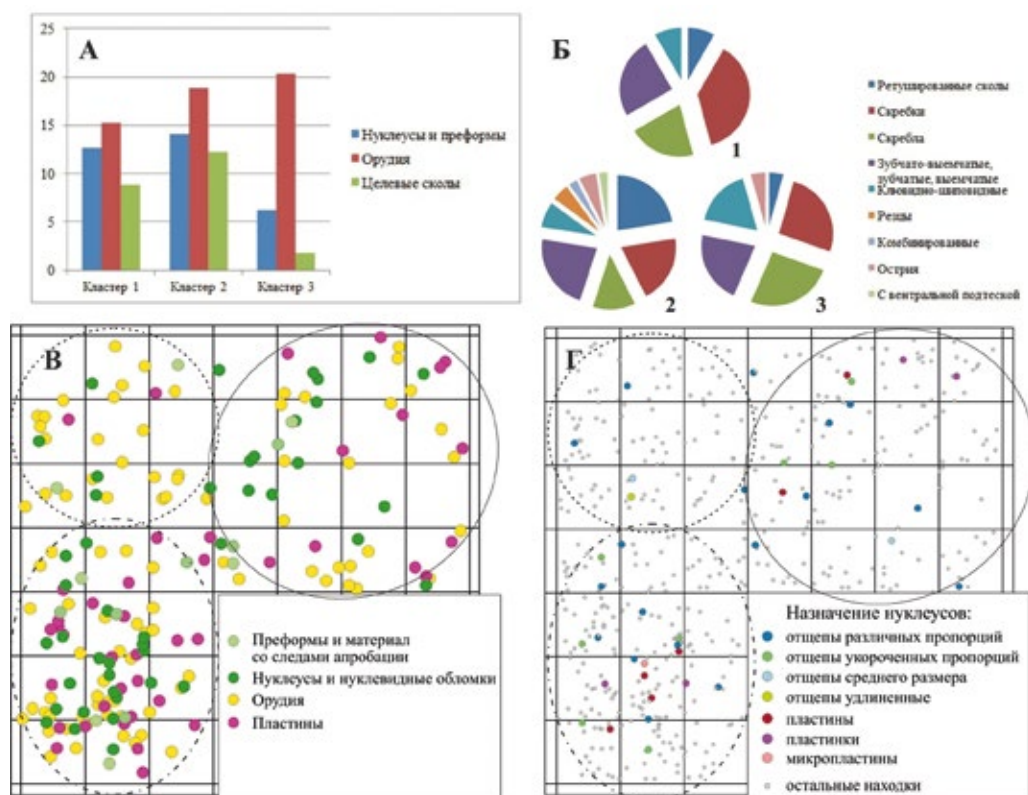 А
25
20
15
10
5
0
Кластер 1 Кластер 2 Кластер 3
Нуклеусы и преформы
Орудия
Целевые сколы
Б
1
2
3
Ретушированные сколы
Скребки
Скребла
Зубчато-выемчатые,
зубчатые, выемчатые
Клювидно-шиповидные
Резцы
Комбинированные
Острия
С вентральной подтеской
В
Преформы и материал
со следами апробации
Нуклеусы и нуклевидные обломки
Орудия
Пластины
Г
Назначение нуклеусов:
отщепы различных пропорций
отщепы укороченных пропорций
отщепы среднего размера
отщепы удлиненные
пластины
пластинки
микропластины
остальные находки